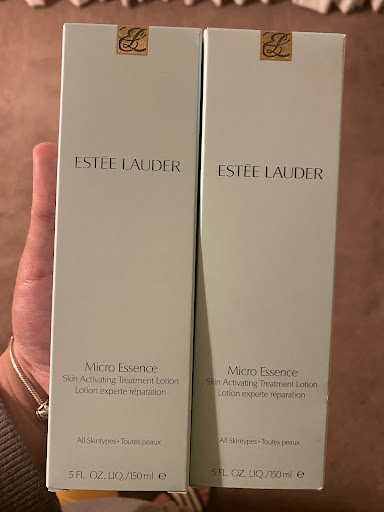 ESTĒE LAUDER
Micro Essence
Skin Activating Treatment Lotion
Lotion experte réparation
All Skintypes • Toutes peaux
5 FL. OZ. LIQ./150 ml e
ESTĒE LAUDER
Micro Essence
Skin Activating Treatment Lotion
Lotion experte réparation
All Skintypes • Toutes peaux
5 FL. OZ. LIQ./150 ml e